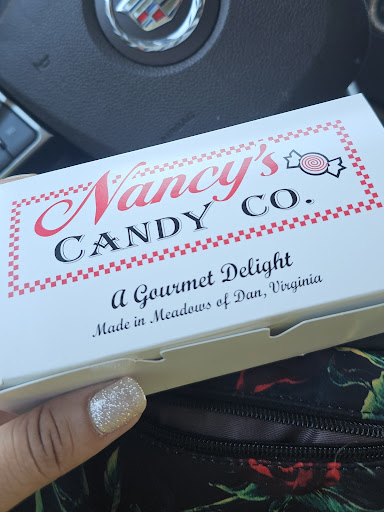 Nancy's
CANDY CO.
A Gourmet Delight
Made in Meadows of Dan, Virginia